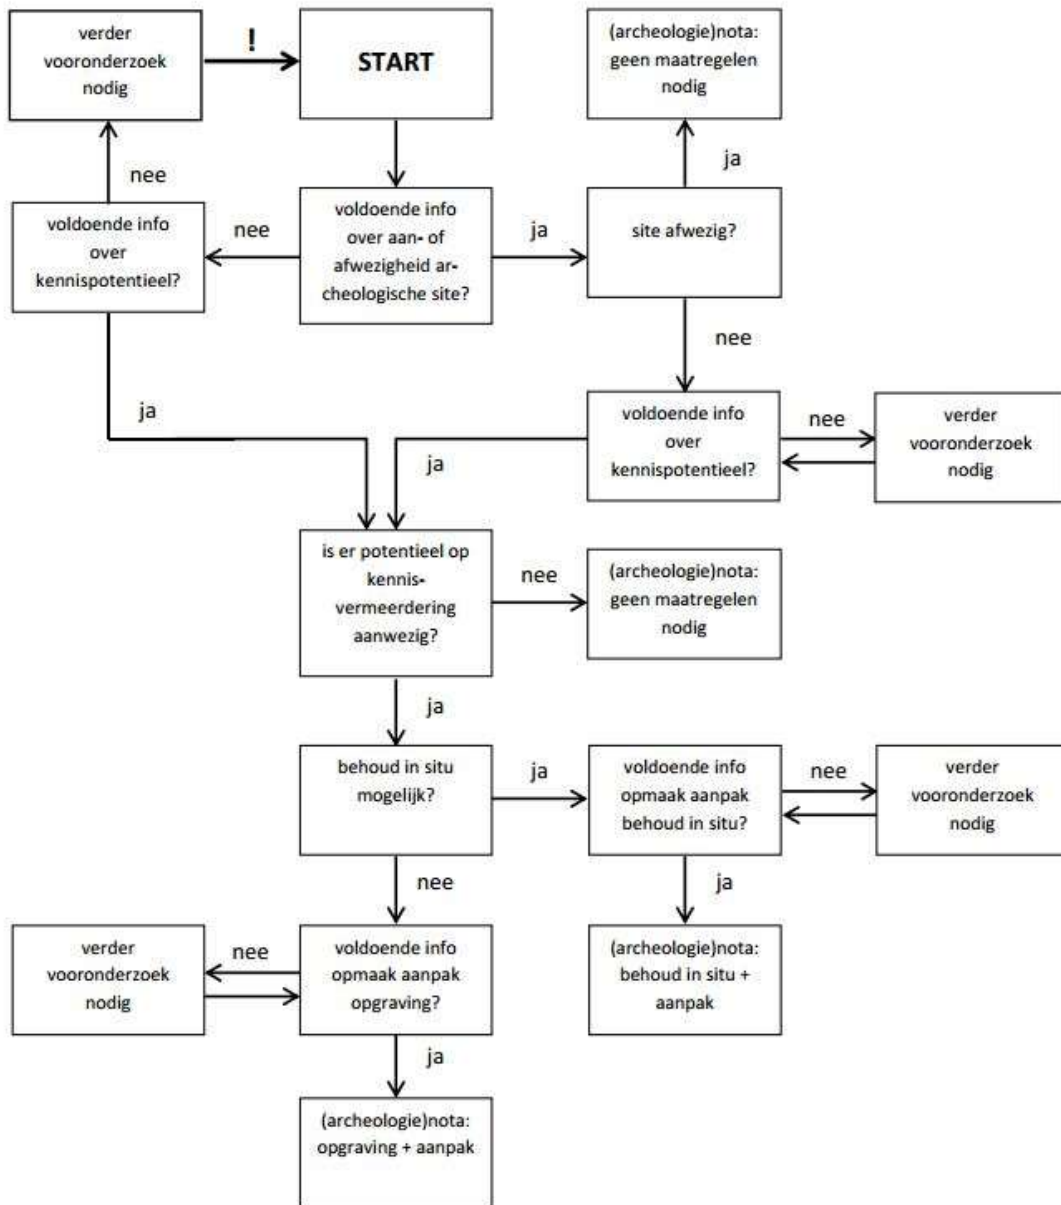 verder
vooronderzoek
nodig
!
START
(archeologie)nota:
geen maatregelen
nodig
nee
ja
voldoende info
over
kennispotentieel?
nee
voldoende info
over aan- of
afwezigheid ar-
cheologische site?
ja
site afwezig?
nee
ja
voldoende info
over
kennispotentieel?
nee
verder
vooronderzoek
nodig
ja
is er potentieel op
kennis-
vermeerdering
aanwezig?
nee
(archeologie)nota:
geen maatregelen
nodig
ja
behoud in situ
mogelijk?
ja
voldoende info
opmaak aanpak
behoud in situ?
nee
verder
vooronderzoek
nodig
nee
ja
verder
vooronderzoek
nodig
nee
voldoende info
opmaak aanpak
opgraving?
(archeologie)nota:
behoud in situ +
aanpak
ja
(archeologie)nota:
opgraving + aanpak